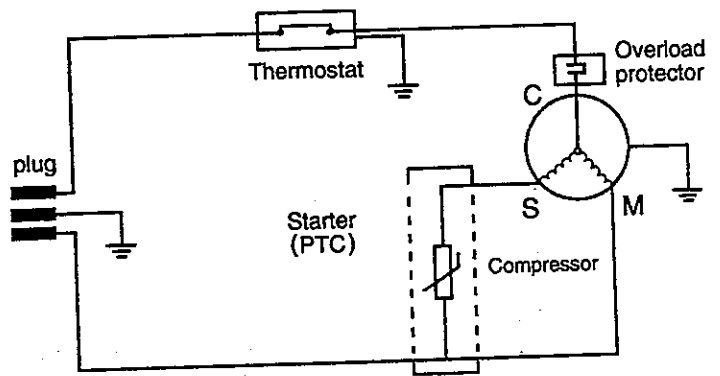 Thermostat
Overload
protector
C
plug
S
M
Starter
(PTC)
Compressor